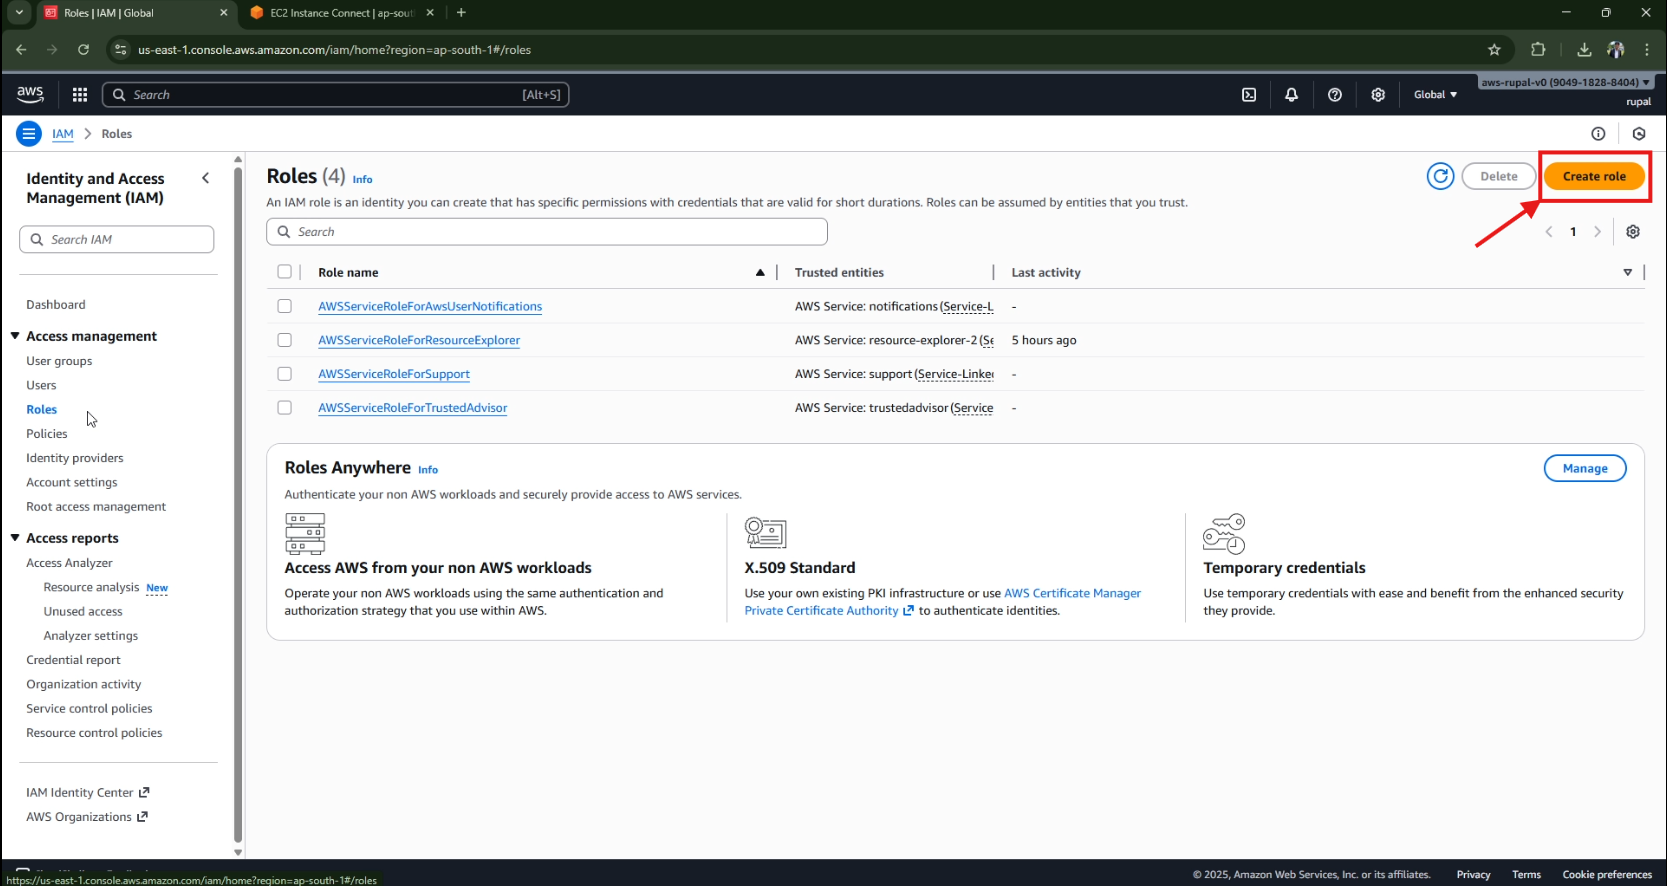 Roles | IAM | Global
EC2 Instance Connect | ap-sout
us-east-1.console.aws.amazon.com/iam/home?region=ap-south-1#/roles
aws
Search [Alt+S]
Global
aws-rupal-v0 (9049-1828-8404)
rupal
IAM > Roles
Identity and Access
Management (IAM)
Search IAM
Dashboard
Access management
User groups
Users
Roles
Policies
Identity providers
Account settings
Root access management
Access reports
Access Analyzer
Resource analysis New
Unused access
Analyzer settings
Credential report
Organization activity
Service control policies
Resource control policies
IAM Identity Center
AWS Organizations
Roles (4) Info
Delete
Create role
An IAM role is an identity you can create that has specific permissions with credentials that are valid for short durations. Roles can be assumed by entities that you trust.
Search
1
Role name Trusted entities Last activity
AWSServiceRoleForAwsUserNotifications AWS Service: notifications (Service-L -
AWSServiceRoleForResourceExplorer AWS Service: resource-explorer-2 (Se 5 hours ago
AWSServiceRoleForSupport AWS Service: support (Service-Linke -
AWSServiceRoleForTrustedAdvisor AWS Service: trustedadvisor (Service -
Roles Anywhere Info
Manage
Authenticate your non AWS workloads and securely provide access to AWS services.
Access AWS from your non AWS workloads
Operate your non AWS workloads using the same authentication and
authorization strategy that you use within AWS.
X.509 Standard
Use your own existing PKI infrastructure or use AWS Certificate Manager
Private Certificate Authority to authenticate identities.
Temporary credentials
Use temporary credentials with ease and benefit from the enhanced security
they provide.
https://us-east-1.console.aws.amazon.com/iam/home?region=ap-south-1#/roles
© 2025, Amazon Web Services, Inc. or its affiliates. Privacy Terms Cookie preferences